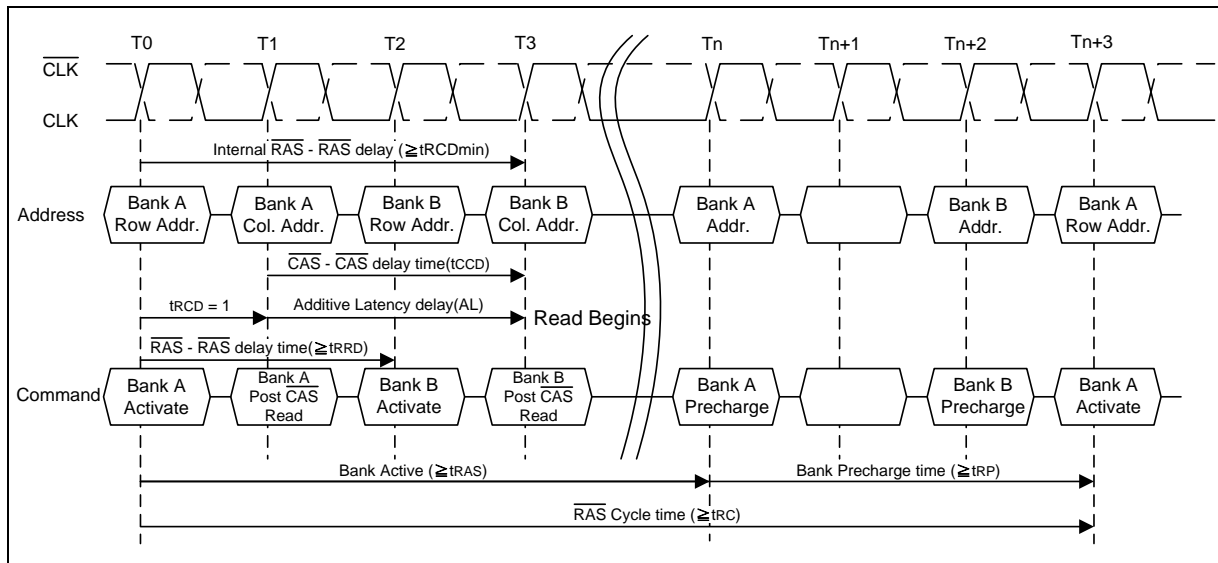 T0 T1 T2 T3 Tn Tn+1 Tn+2 Tn+3
CLK
CLK
Internal RAS - RAS delay (≧tRCDmin)
Address
Bank A
Row Addr.
Bank A
Col. Addr.
Bank B
Row Addr.
Bank B
Col. Addr.
Bank A
Addr.
Bank B
Addr.
Bank A
Row Addr.
CAS - CAS delay time(tCCD)
tRCD = 1
Additive Latency delay(AL)
Read Begins
RAS - RAS delay time(≧tRRD)
Command
Bank A
Activate
Bank A
Post CAS
Read
Bank B
Activate
Bank B
Post CAS
Read
Bank A
Precharge
Bank B
Precharge
Bank A
Activate
Bank Active (≧tRAS)
Bank Precharge time (≧tRP)
RAS Cycle time (≧tRC)